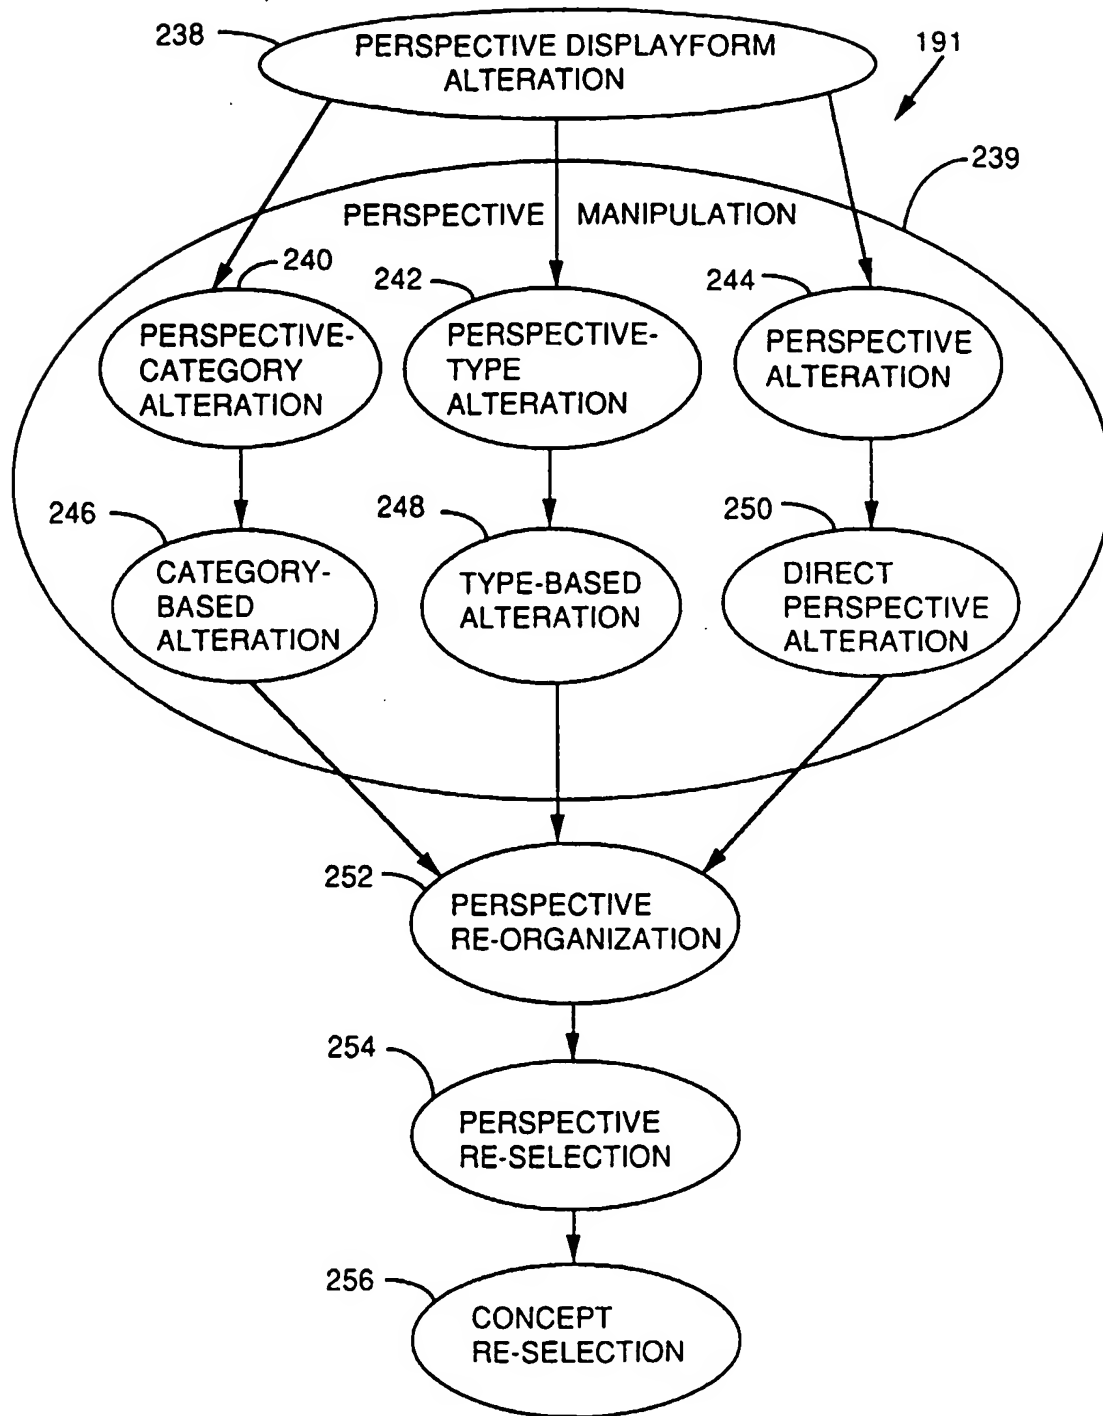 238
PERSPECTIVE DISPLAYFORM
ALTERATION
191
239
PERSPECTIVE MANIPULATION
240
PERSPECTIVE-
CATEGORY
ALTERATION
242
PERSPECTIVE-
TYPE
ALTERATION
244
PERSPECTIVE
ALTERATION
246
CATEGORY-
BASED
ALTERATION
248
TYPE-BASED
ALTERATION
250
DIRECT
PERSPECTIVE
ALTERATION
252
PERSPECTIVE
RE-ORGANIZATION
254
PERSPECTIVE
RE-SELECTION
256
CONCEPT
RE-SELECTION